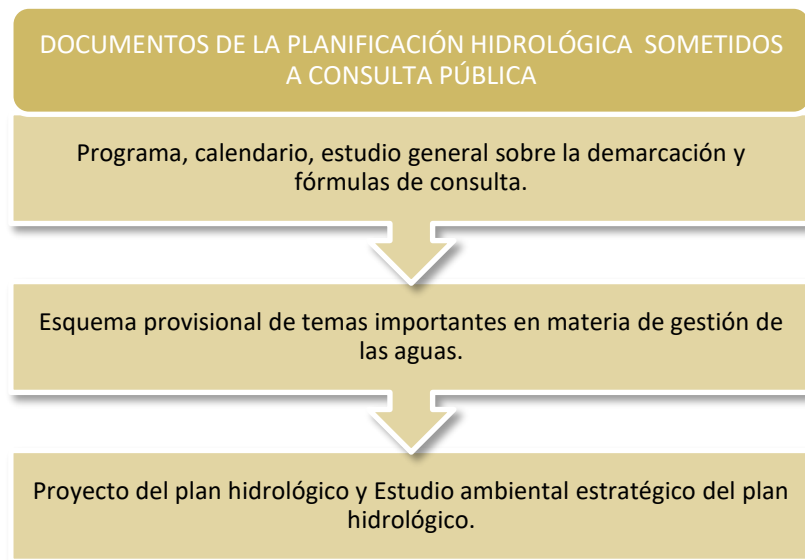 DOCUMENTOS DE LA PLANIFICACIÓN HIDROLÓGICA SOMETIDOS
A CONSULTA PÚBLICA
Programa, calendario, estudio general sobre la demarcación y
fórmulas de consulta.
Esquema provisional de temas importantes en materia de gestión de
las aguas.
Proyecto del plan hidrológico y Estudio ambiental estratégico del plan
hidrológico.